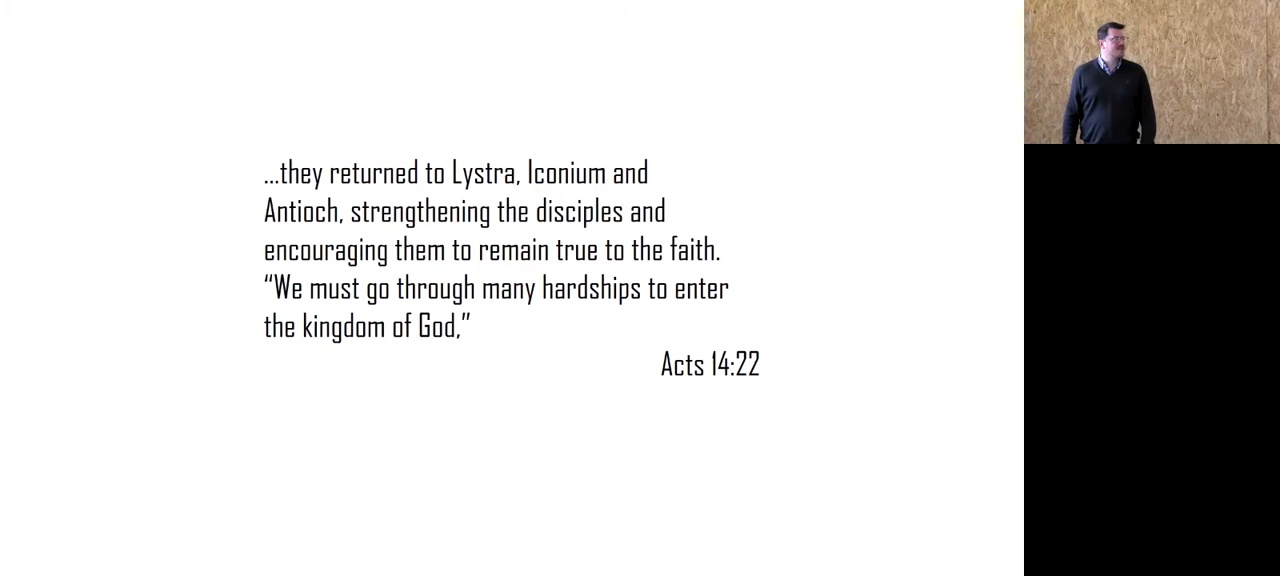 ...they returned to Lystra, Iconium and
Antioch, strengthening the disciples and
encouraging them to remain true to the faith.
“We must go through many hardships to enter
the kingdom of God,”
Acts 14:22